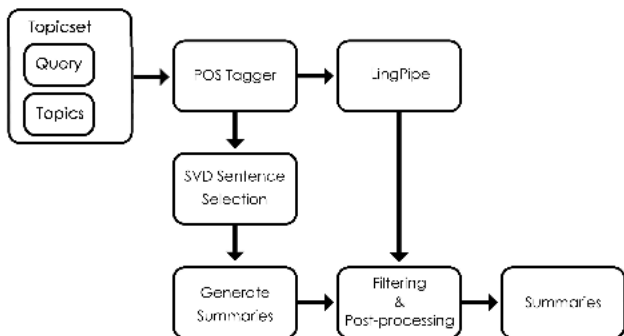 Topicset
Query
Topics
POS Tagger
LingPipe
SVD Sentence
Selection
Generate
Summaries
Filtering
&
Post-processing
Summaries